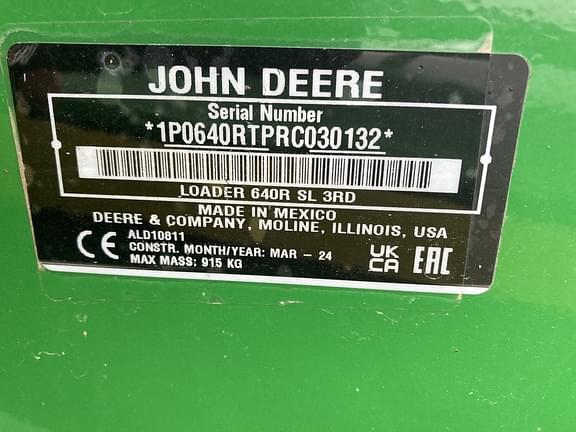 JOHN DEERE
Serial Number
*1P0640RTPRC030132*
LOADER 640R SL 3RD
MADE IN MEXICO
DEERE & COMPANY, MOLINE, ILLINOIS, USA
CE
ALD10811
CONSTR. MONTH/YEAR: MAR - 24
MAX MASS: 915 KG
UK
CA
EAC